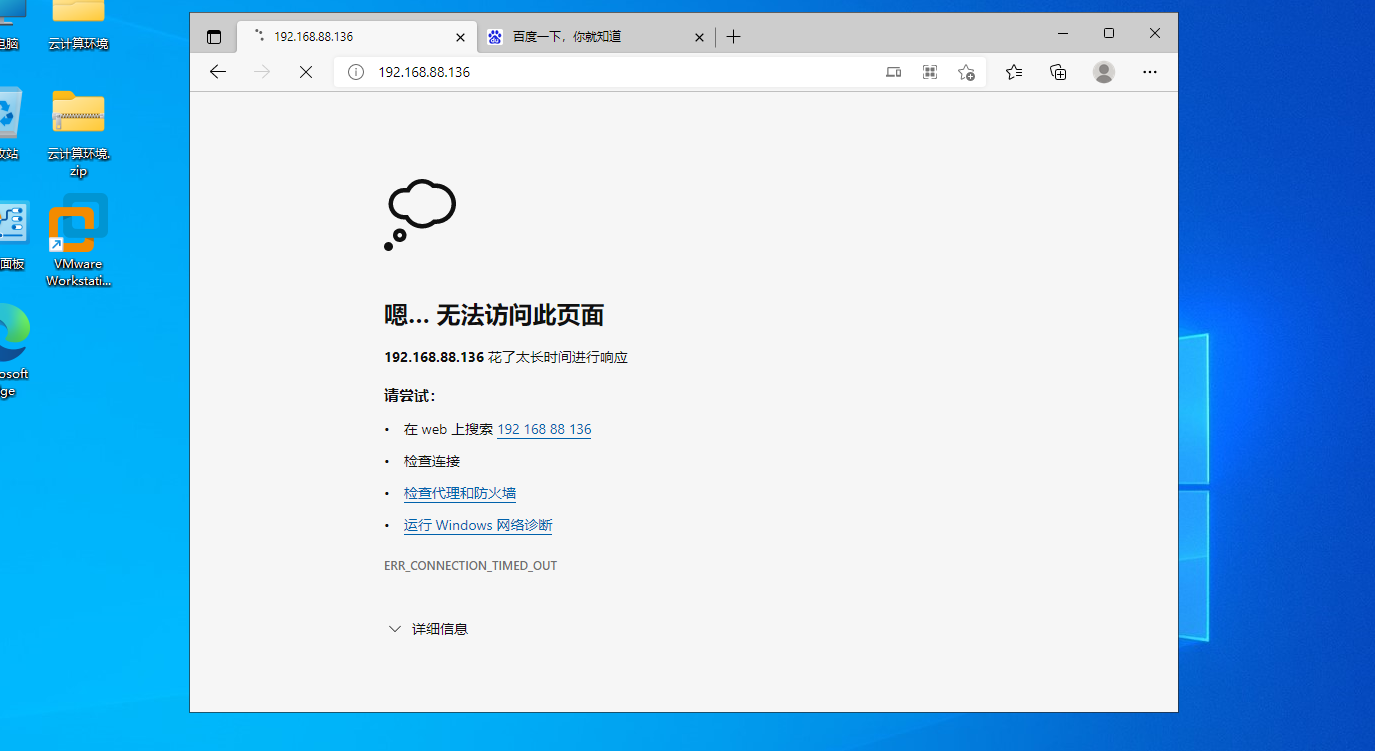 192.168.88.136
百度一下，你就知道
192.168.88.136
电脑
云计算环境
云计算环境.
zip
面板
VMware
Workstati...
嗯… 无法访问此页面
192.168.88.136 花了太长时间进行响应
请尝试：
• 在 web 上搜索 192 168 88 136
• 检查连接
• 检查代理和防火墙
• 运行 Windows 网络诊断
ERR_CONNECTION_TIMED_OUT
详细信息
osoft
ge